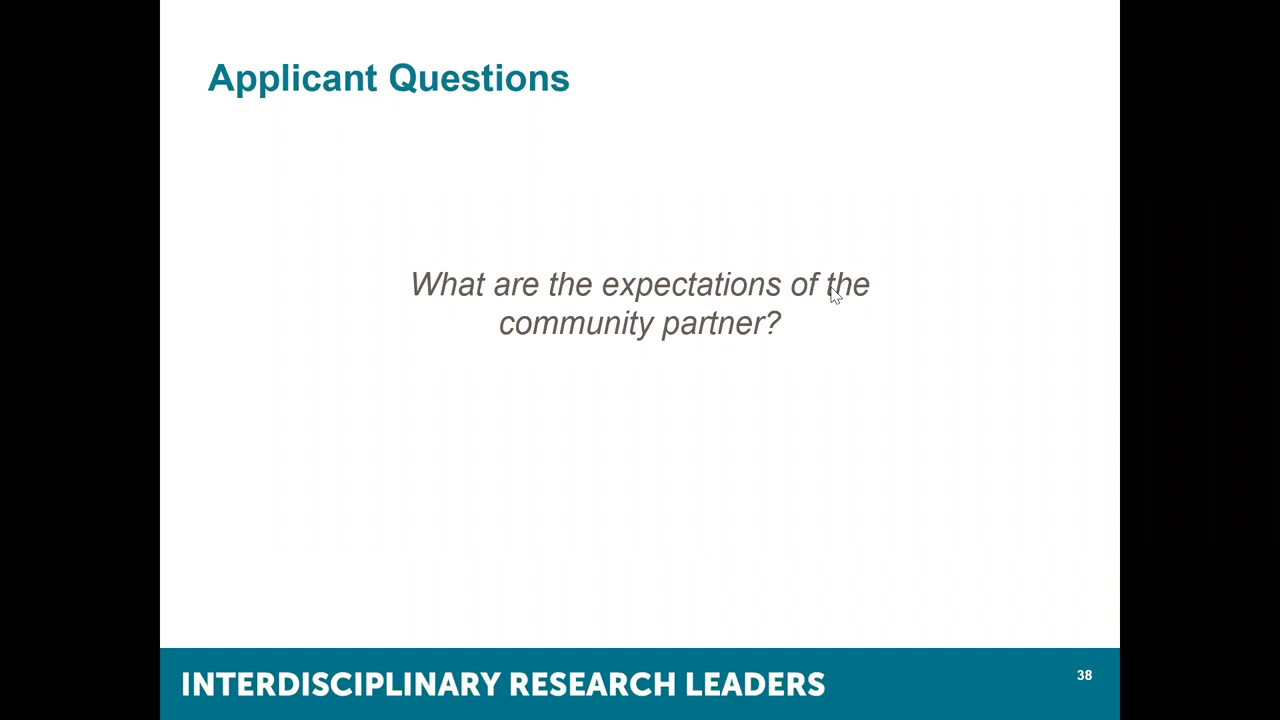 Applicant Questions
What are the expectations of the
community partner?
INTERDISCIPLINARY RESEARCH LEADERS
38